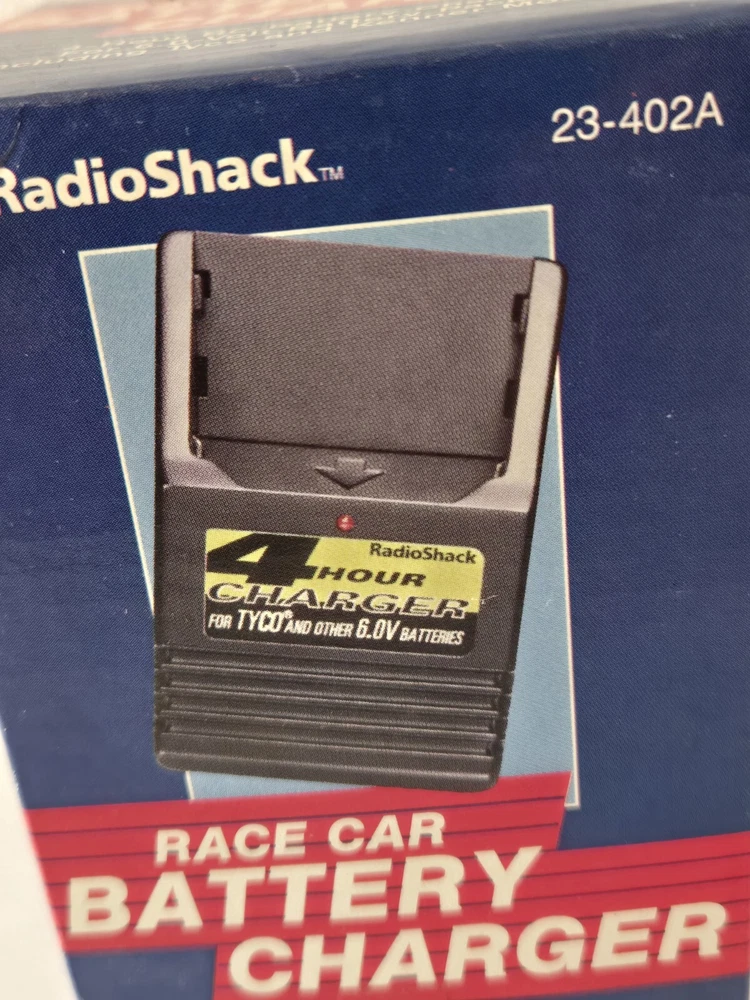 RadioShack™
23-402A
RadioShack
4 HOUR
CHARGER
FOR TYCO® AND OTHER 6.0V BATTERIES
RACE CAR
BATTERY
CHARGER